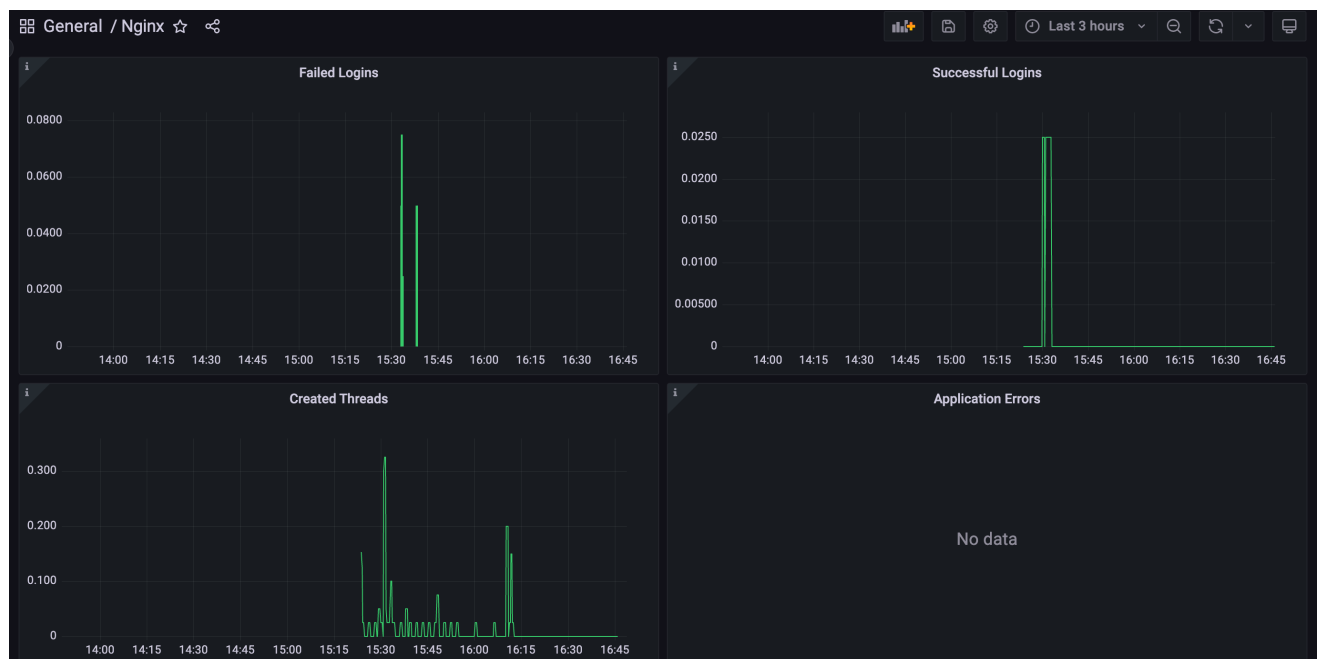 General / Nginx
Last 3 hours
Failed Logins
0.0800
0.0600
0.0400
0.0200
0
14:00 14:15 14:30 14:45 15:00 15:15 15:30 15:45 16:00 16:15 16:30 16:45
Successful Logins
0.0250
0.0200
0.0150
0.0100
0.00500
0
14:00 14:15 14:30 14:45 15:00 15:15 15:30 15:45 16:00 16:15 16:30 16:45
Created Threads
0.300
0.200
0.100
0
14:00 14:15 14:30 14:45 15:00 15:15 15:30 15:45 16:00 16:15 16:30 16:45
Application Errors
No data